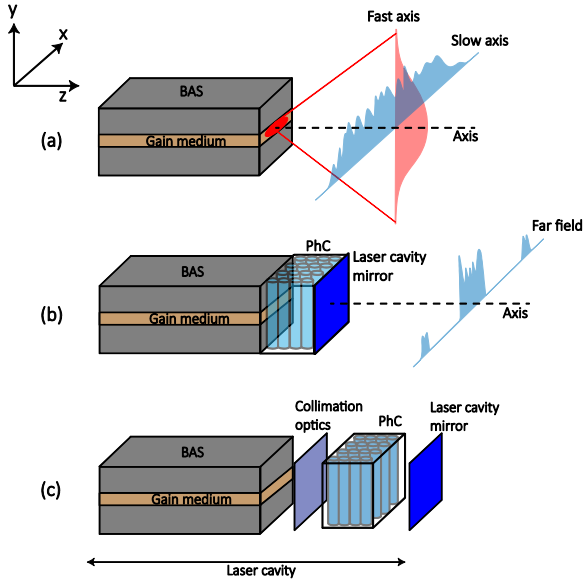 y
x
z
(a)
BAS
Gain medium
Fast axis
Slow axis
Axis
(b)
BAS
Gain medium
PhC
Laser cavity
mirror
Far field
Axis
(c)
BAS
Gain medium
Collimation
optics
PhC
Laser cavity
mirror
Laser cavity